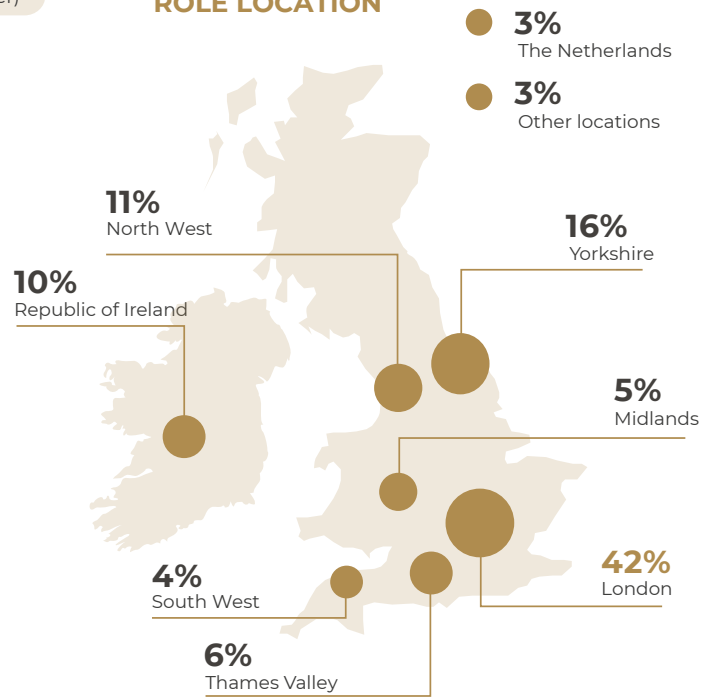 ROLE LOCATION
3%
The Netherlands
3%
Other locations
11%
North West
16%
Yorkshire
10%
Republic of Ireland
5%
Midlands
42%
London
4%
South West
6%
Thames Valley